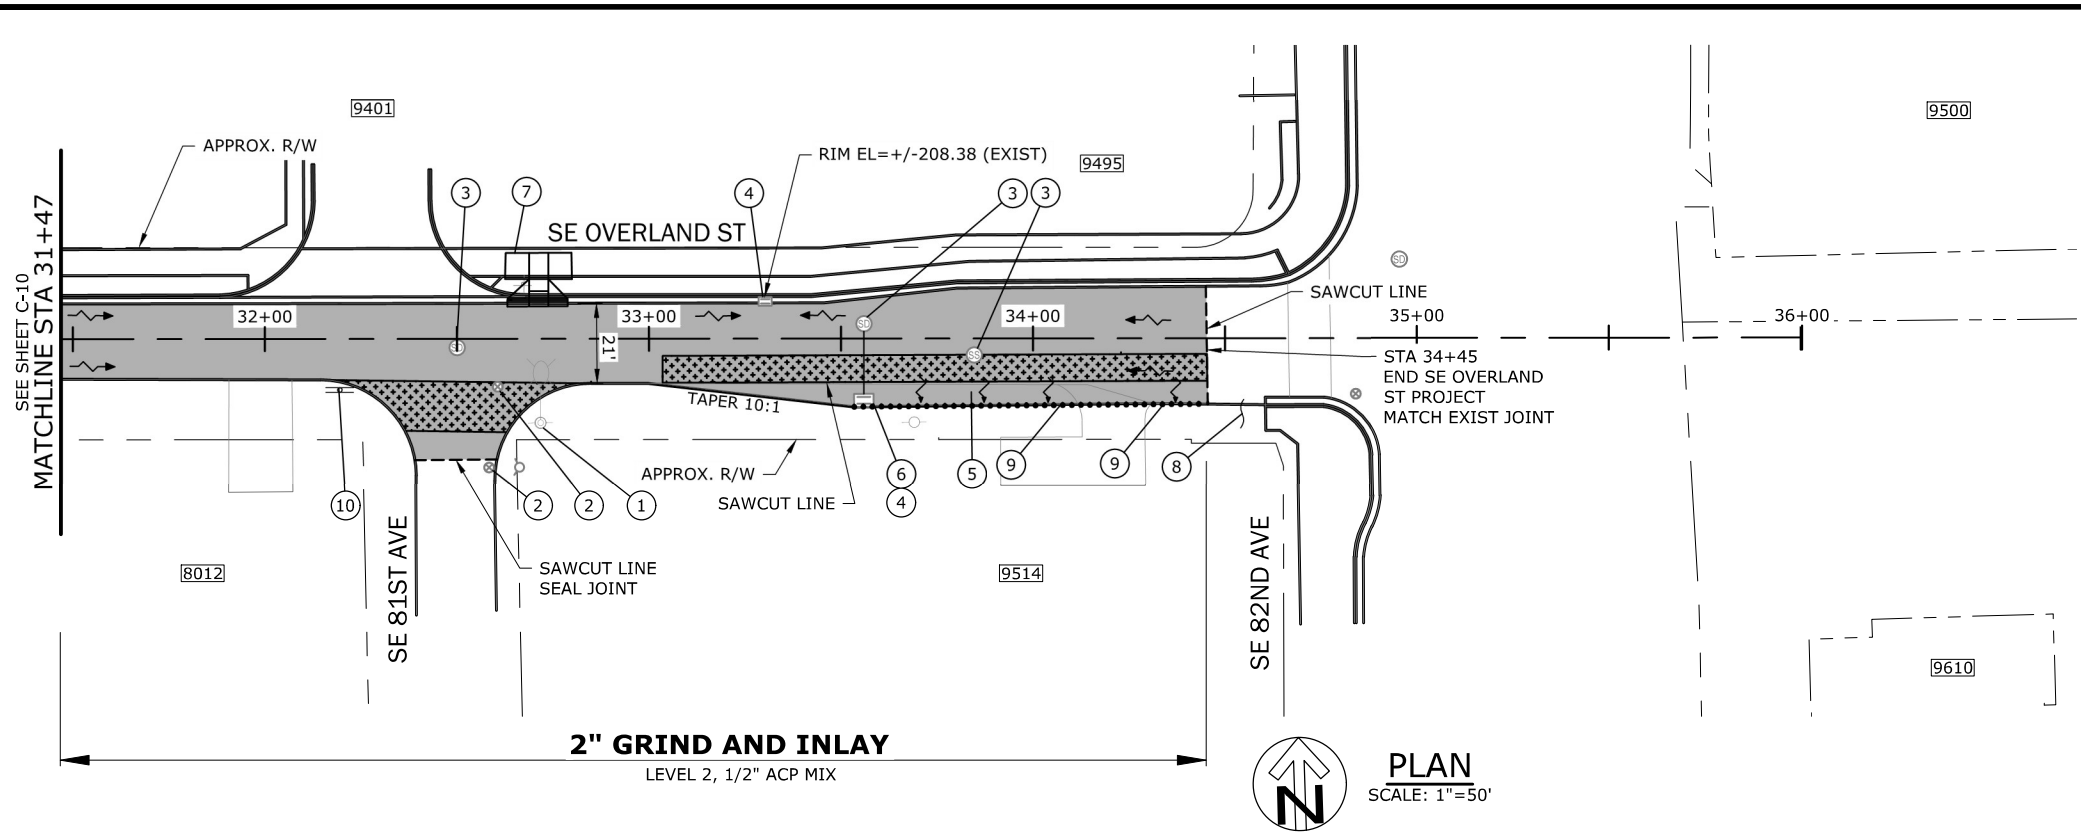 9401
9500
APPROX. R/W
RIM EL=+/-208.38 (EXIST)
9495
3
7
4
3
3
SE OVERLAND ST
SEE SHEET C-10
MATCHLINE STA 31+47
SD
SAWCUT LINE
32+00
33+00
34+00
35+00
36+00
SD
SD
SS
21'
STA 34+45
END SE OVERLAND
ST PROJECT
MATCH EXIST JOINT
TAPER 10:1
APPROX. R/W
SAWCUT LINE
10
2
2
1
6
4
5
9
9
8
SE 81ST AVE
SE 82ND AVE
SAWCUT LINE
SEAL JOINT
8012
9514
9610
2" GRIND AND INLAY
LEVEL 2, 1/2" ACP MIX
N
PLAN
SCALE: 1"=50'